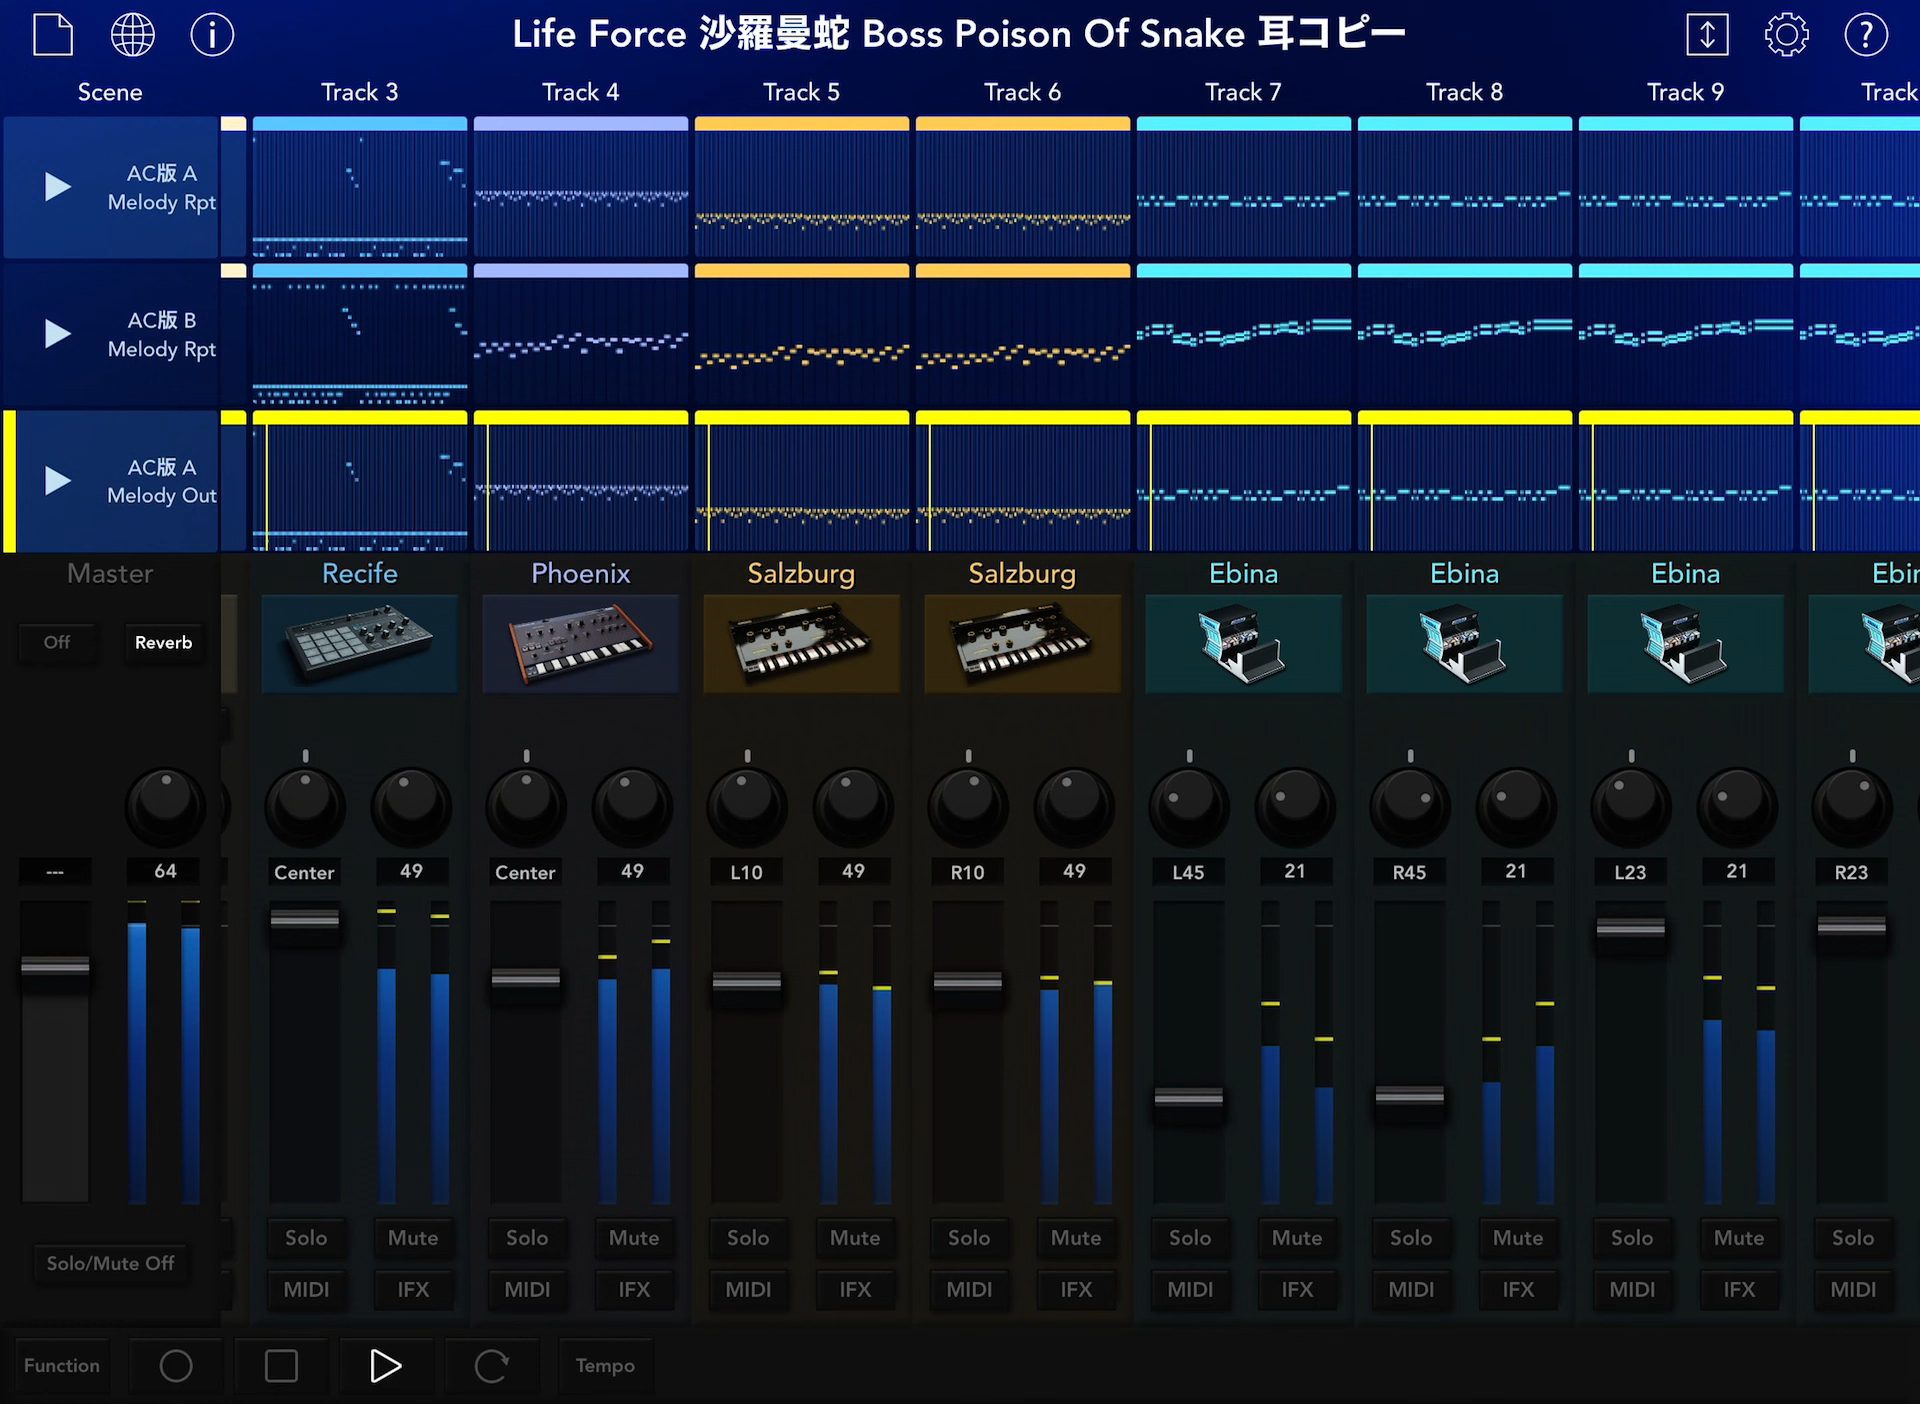 Life Force 沙羅曼蛇 Boss Poison Of Snake 耳コピー
Scene
Track 3
Track 4
Track 5
Track 6
Track 7
Track 8
Track 9
Track
AC版 A
Melody Rpt
AC版 B
Melody Rpt
AC版 A
Melody Out
Master
Recife
Phoenix
Salzburg
Salzburg
Ebina
Ebina
Ebina
Off
Reverb
---
64
Center
49
Center
49
L10
49
R10
49
L45
21
R45
21
L23
21
R23
Solo
Mute
Solo
Mute
Solo
Mute
Solo
Mute
Solo
Mute
Solo
Mute
Solo
Mute
Solo
Solo/Mute Off
MIDI
IFX
MIDI
IFX
MIDI
IFX
MIDI
IFX
MIDI
IFX
MIDI
IFX
MIDI
IFX
MIDI
Function
Tempo